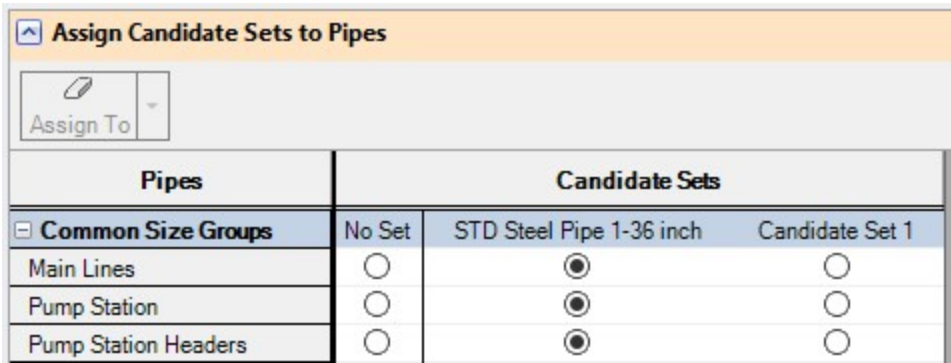 Assign Candidate Sets to Pipes
Assign To
Pipes Candidate Sets
Common Size Groups No Set STD Steel Pipe 1-36 inch Candidate Set 1
Main Lines
Pump Station
Pump Station Headers